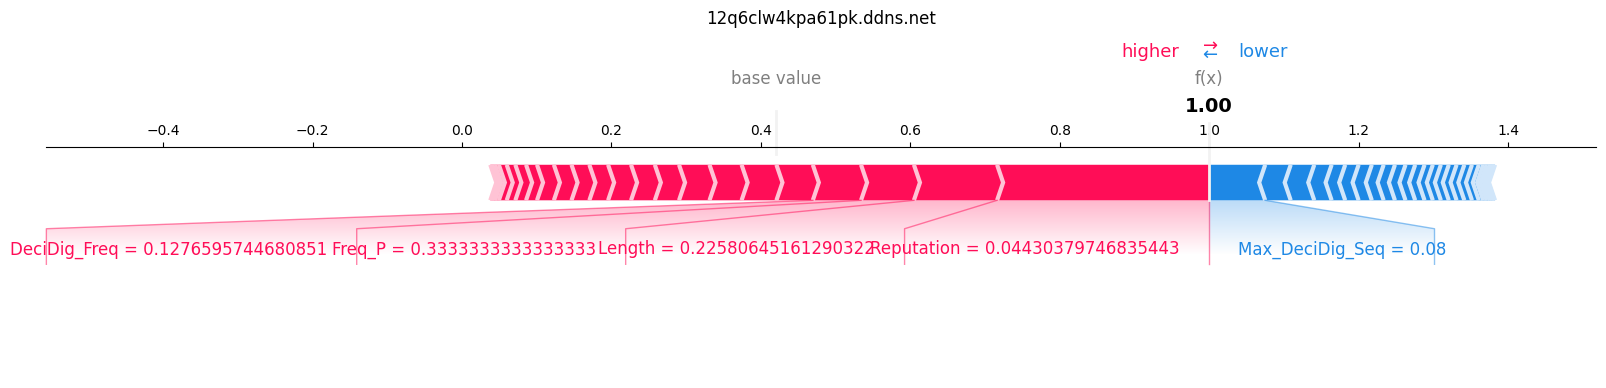 12q6clw4kpa61pk.ddns.net
higher → ← lower
base value f(x)
1.00
−0.4 −0.2 0.0 0.2 0.4 0.6 0.8 1.0 1.2 1.4
DeciDig_Freq = 0.1276595744680851 Freq_P = 0.3333333333333333 Length = 0.22580645161290322 Reputation = 0.04430379746835443 Max_DeciDig_Seq = 0.08